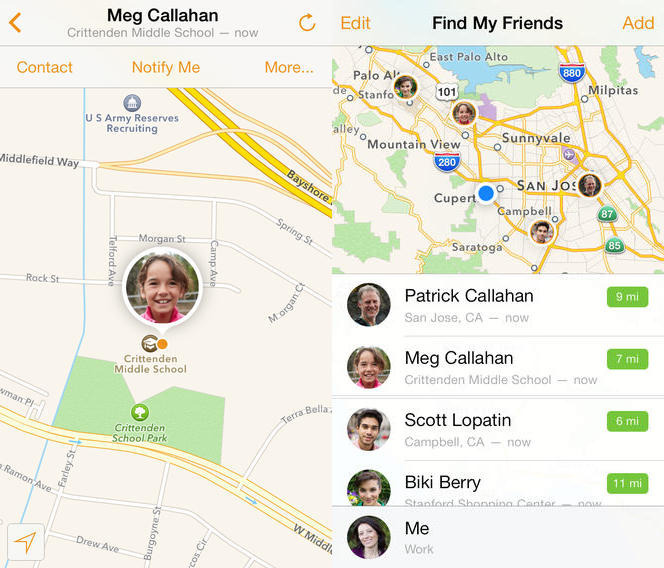 Meg Callahan
Crittenden Middle School — now
Contact
Notify Me
More...
U S Army Reserves
Recruiting
Middlefield Way
Bayshore
Spring St
Telford Ave
Morgan St
Camp Ave
Rock St
Morgan Ct
Crittenden
Middle School
Crittenden
School Park
Terra Bella
wman Pl
Farley St
a Ramon Ave
Burgoyne St
W Middle
Drew Ave
rcos Cir
Edit
Find My Friends
Add
East Palo Alto
880
Palo Alt
101
Milpitas
Stanfo
alley
Mountain View
Sunnyvale
280
SAN JOS
Cupert
87
Campbell
85
Saratoga
Patrick Callahan
9 mi
San Jose, CA — now
Meg Callahan
7 mi
Crittenden Middle School — now
Scott Lopatin
6 mi
Campbell, CA — now
Biki Berry
11 mi
Stanford Shopping Center — now
Me
Work